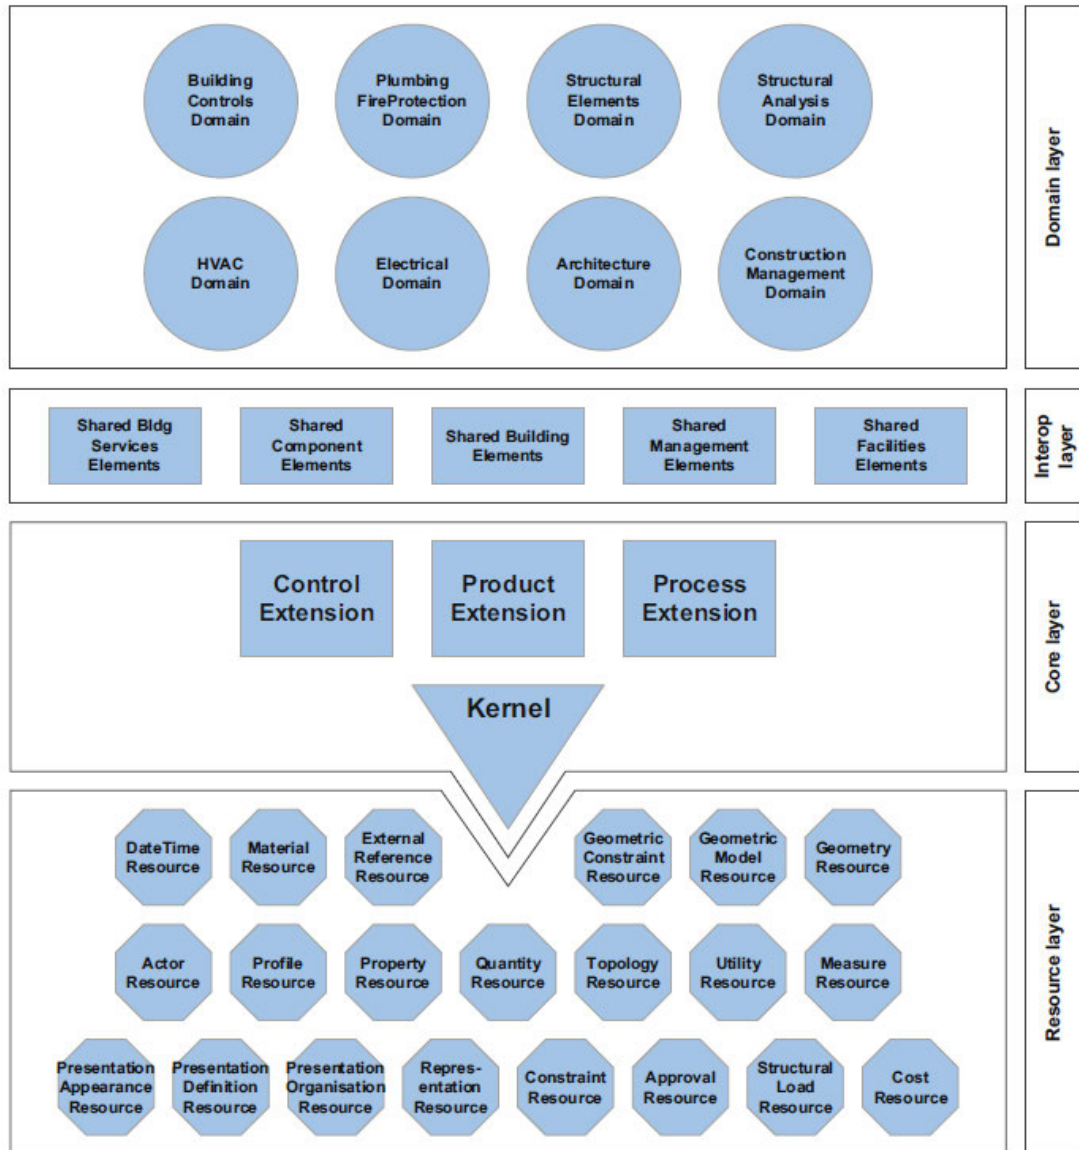 Building
Controls
Domain
Plumbing
FireProtection
Domain
Structural
Elements
Domain
Structural
Analysis
Domain
HVAC
Domain
Electrical
Domain
Architecture
Domain
Construction
Management
Domain
Domain layer
Shared Bldg
Services
Elements
Shared
Component
Elements
Shared Building
Elements
Shared
Management
Elements
Shared
Facilities
Elements
Interop
layer
Control
Extension
Product
Extension
Process
Extension
Kernel
Core layer
DateTime
Resource
Material
Resource
External
Reference
Resource
Geometric
Constraint
Resource
Geometric
Model
Resource
Geometry
Resource
Actor
Resource
Profile
Resource
Property
Resource
Quantity
Resource
Topology
Resource
Utility
Resource
Measure
Resource
Presentation
Appearance
Resource
Presentation
Definition
Resource
Presentation
Organisation
Resource
Repres-
entation
Resource
Constraint
Resource
Approval
Resource
Structural
Load
Resource
Cost
Resource
Resource layer